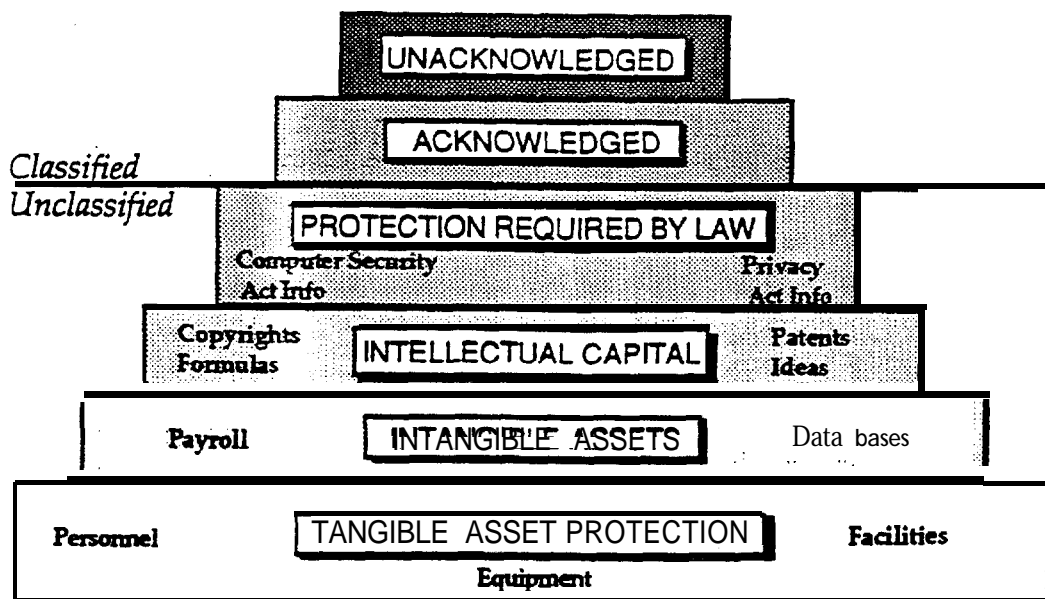 UNACKNOWLEDGED
ACKNOWLEDGED
Classified
Unclassified
PROTECTION REQUIRED BY LAW
Computer Security
Act Info
Privacy
Act Info
Copyrights
Formulas
INTELLECTUAL CAPITAL
Patents
Ideas
Payroll
INTANGIBLE ASSETS
Data bases
Personnel
TANGIBLE ASSET PROTECTION
Facilities
Equipment